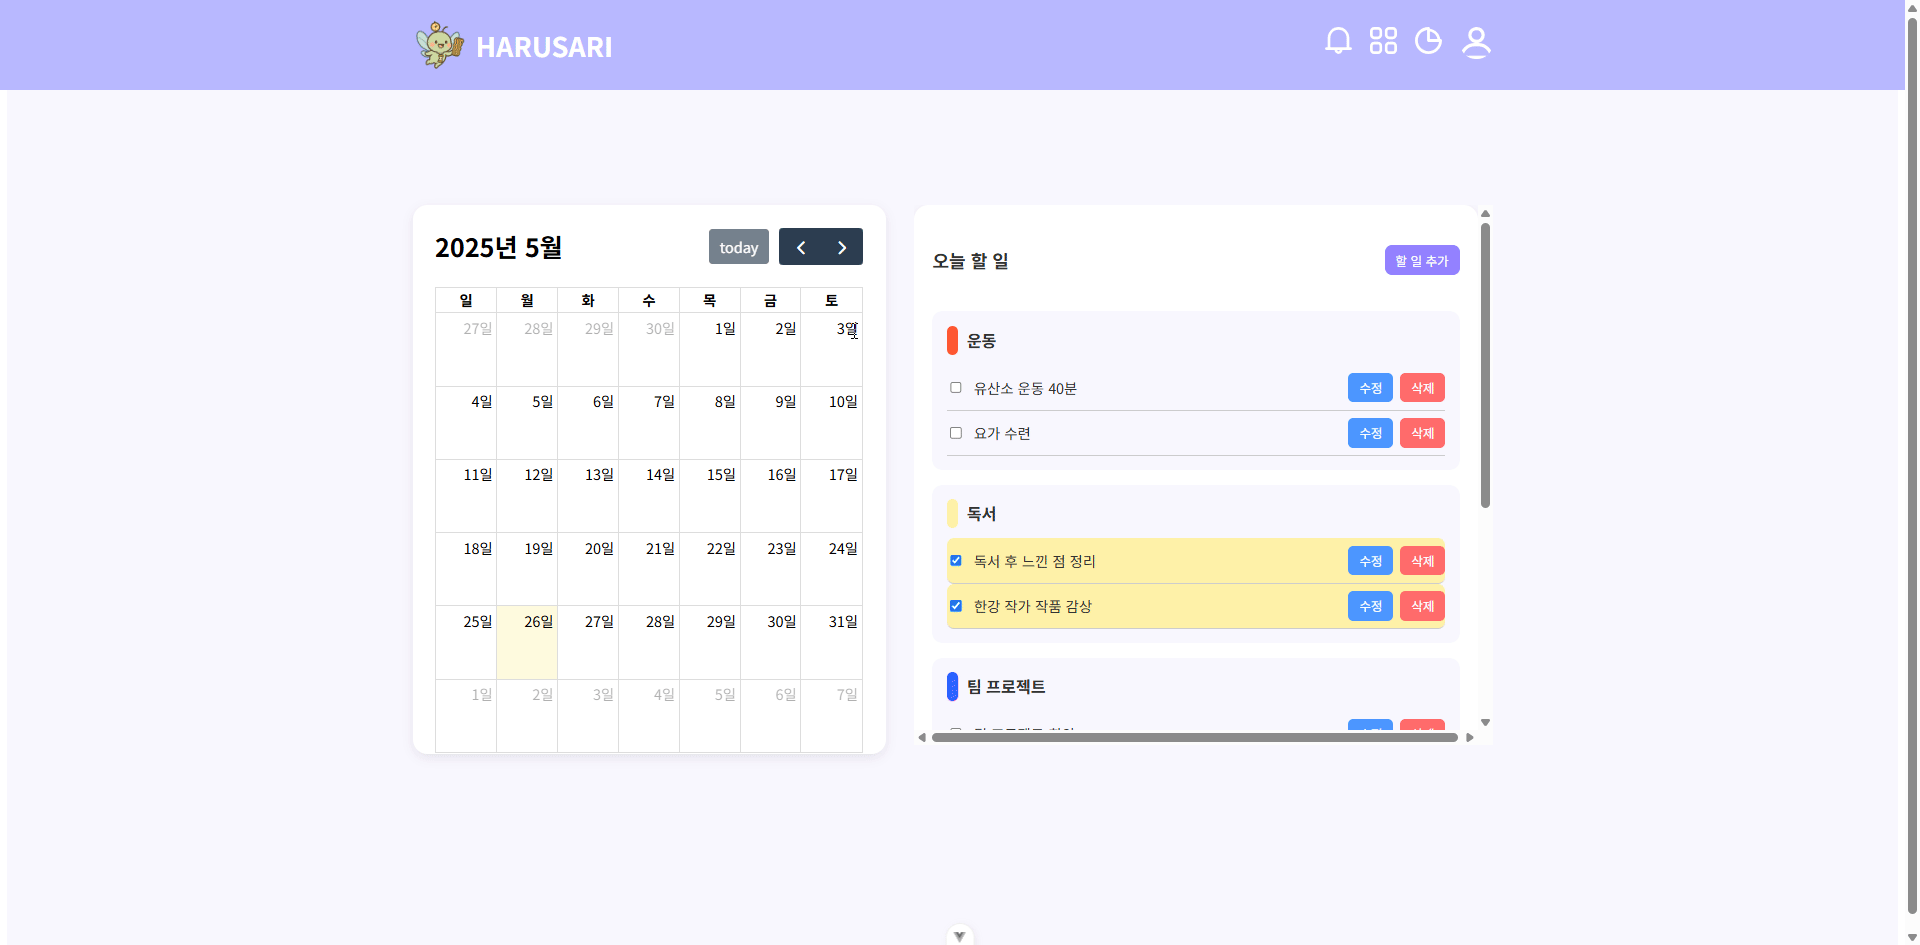 HARUSARI
2025년 5월
today
일 월 화 수 목 금 토
27일 28일 29일 30일 1일 2일 3일
4일 5일 6일 7일 8일 9일 10일
11일 12일 13일 14일 15일 16일 17일
18일 19일 20일 21일 22일 23일 24일
25일 26일 27일 28일 29일 30일 31일
1일 2일 3일 4일 5일 6일 7일
오늘 할 일
할 일 추가
운동
유산소 운동 40분 수정 삭제
요가 수련 수정 삭제
독서
독서 후 느낀 점 정리 수정 삭제
한강 작가 작품 감상 수정 삭제
팀 프로젝트